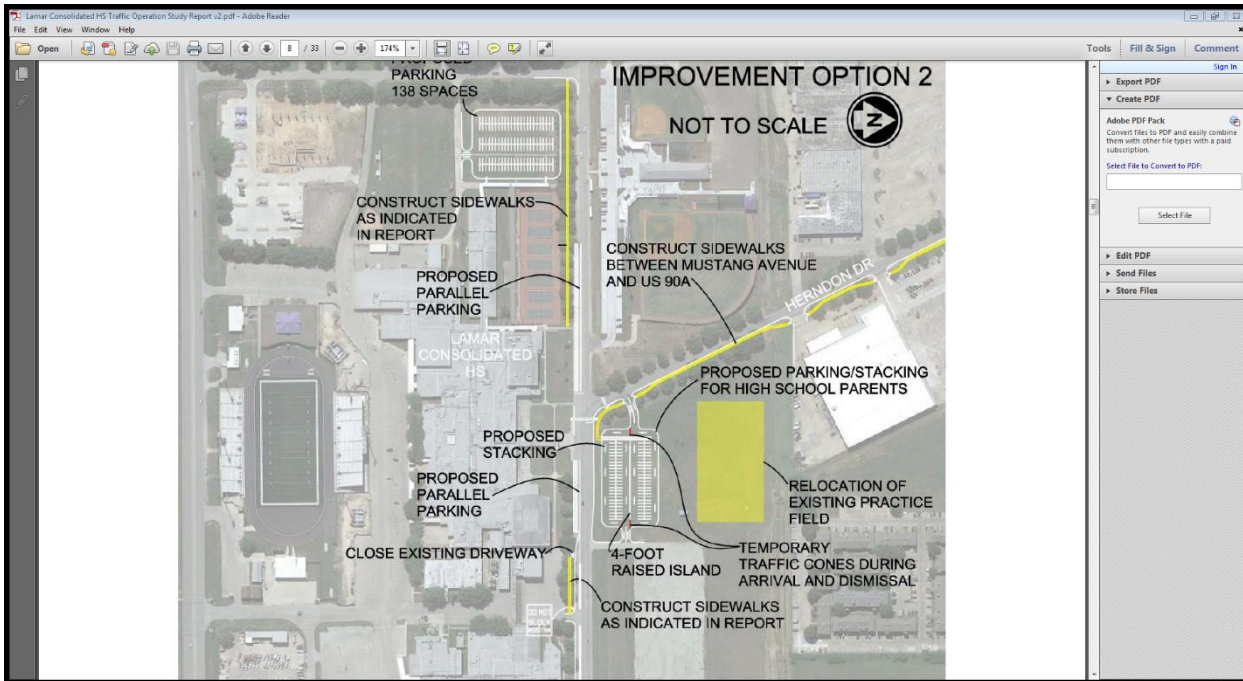 Lamar Consolidated HS Traffic Operation Study Report v2.pdf - Adobe Reader
File Edit View Window Help
Open
8 / 33
174%
Tools Fill & Sign Comment
Sign In
Export PDF
Create PDF
Adobe PDF Pack
Convert files to PDF and easily combine
them with other file types with a paid
subscription.
Select File to Convert to PDF:
Select File
Edit PDF
Send Files
Store Files
PROPOSED
PARKING
138 SPACES
IMPROVEMENT OPTION 2
NOT TO SCALE
N
CONSTRUCT SIDEWALKS
AS INDICATED
IN REPORT
PROPOSED
PARALLEL
PARKING
CONSTRUCT SIDEWALKS
BETWEEN MUSTANG AVENUE
AND US 90A
HERNDON DR
LAMAR
CONSOLIDATED
HS
PROPOSED PARKING/STACKING
FOR HIGH SCHOOL PARENTS
PROPOSED
STACKING
PROPOSED
PARALLEL
PARKING
RELOCATION OF
EXISTING PRACTICE
FIELD
CLOSE EXISTING DRIVEWAY
4-FOOT
RAISED ISLAND
TEMPORARY
TRAFFIC CONES DURING
ARRIVAL AND DISMISSAL
DO NOT
BLOCK
CONSTRUCT SIDEWALKS
AS INDICATED IN REPORT